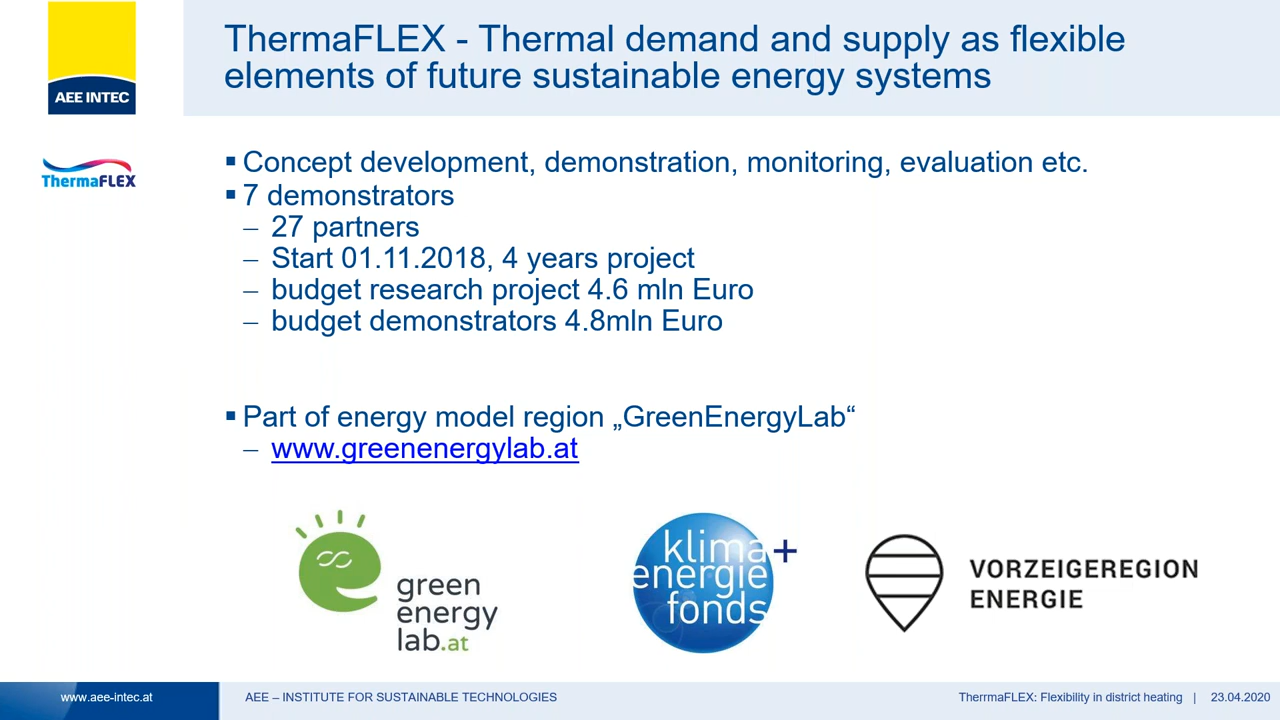 ThermaFLEX - Thermal demand and supply as flexible
elements of future sustainable energy systems
AEE INTEC
ThermaFLEX
▪ Concept development, demonstration, monitoring, evaluation etc.
▪ 7 demonstrators
– 27 partners
– Start 01.11.2018, 4 years project
– budget research project 4.6 mln Euro
– budget demonstrators 4.8mln Euro
▪ Part of energy model region „GreenEnergyLab“
– www.greenenergylab.at
green
energy
lab.at
klima+
energie
fonds
VORZEIGEREGION
ENERGIE
www.aee-intec.at
AEE – INSTITUTE FOR SUSTAINABLE TECHNOLOGIES
TherrmaFLEX: Flexibility in district heating | 23.04.2020